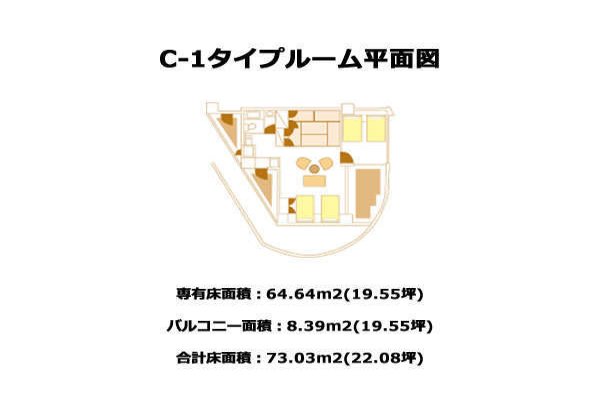 C-1タイプルーム平面図
専有床面積：64.64m2(19.55坪)
バルコニー面積：8.39m2(19.55坪)
合計床面積：73.03m2(22.08坪)